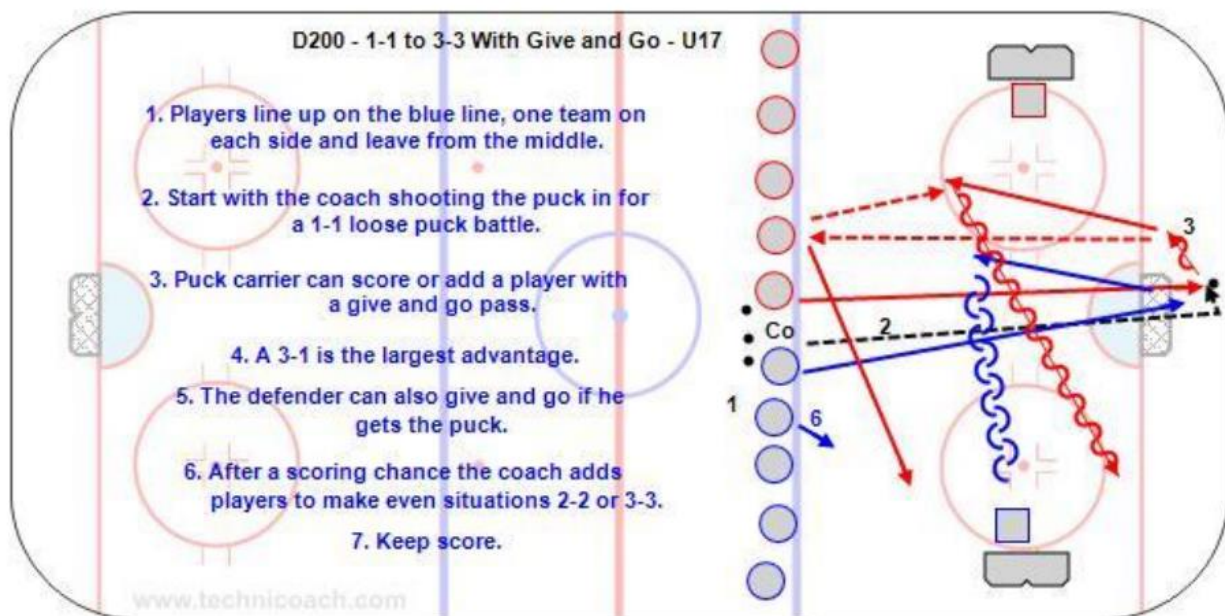 D200 - 1-1 to 3-3 With Give and Go - U17
1. Players line up on the blue line, one team on
each side and leave from the middle.
2. Start with the coach shooting the puck in for
a 1-1 loose puck battle.
3. Puck carrier can score or add a player with
a give and go pass.
4. A 3-1 is the largest advantage.
5. The defender can also give and go if he
gets the puck.
6. After a scoring chance the coach adds
players to make even situations 2-2 or 3-3.
7. Keep score.
www.technicoach.com
3
Co
2
1
6